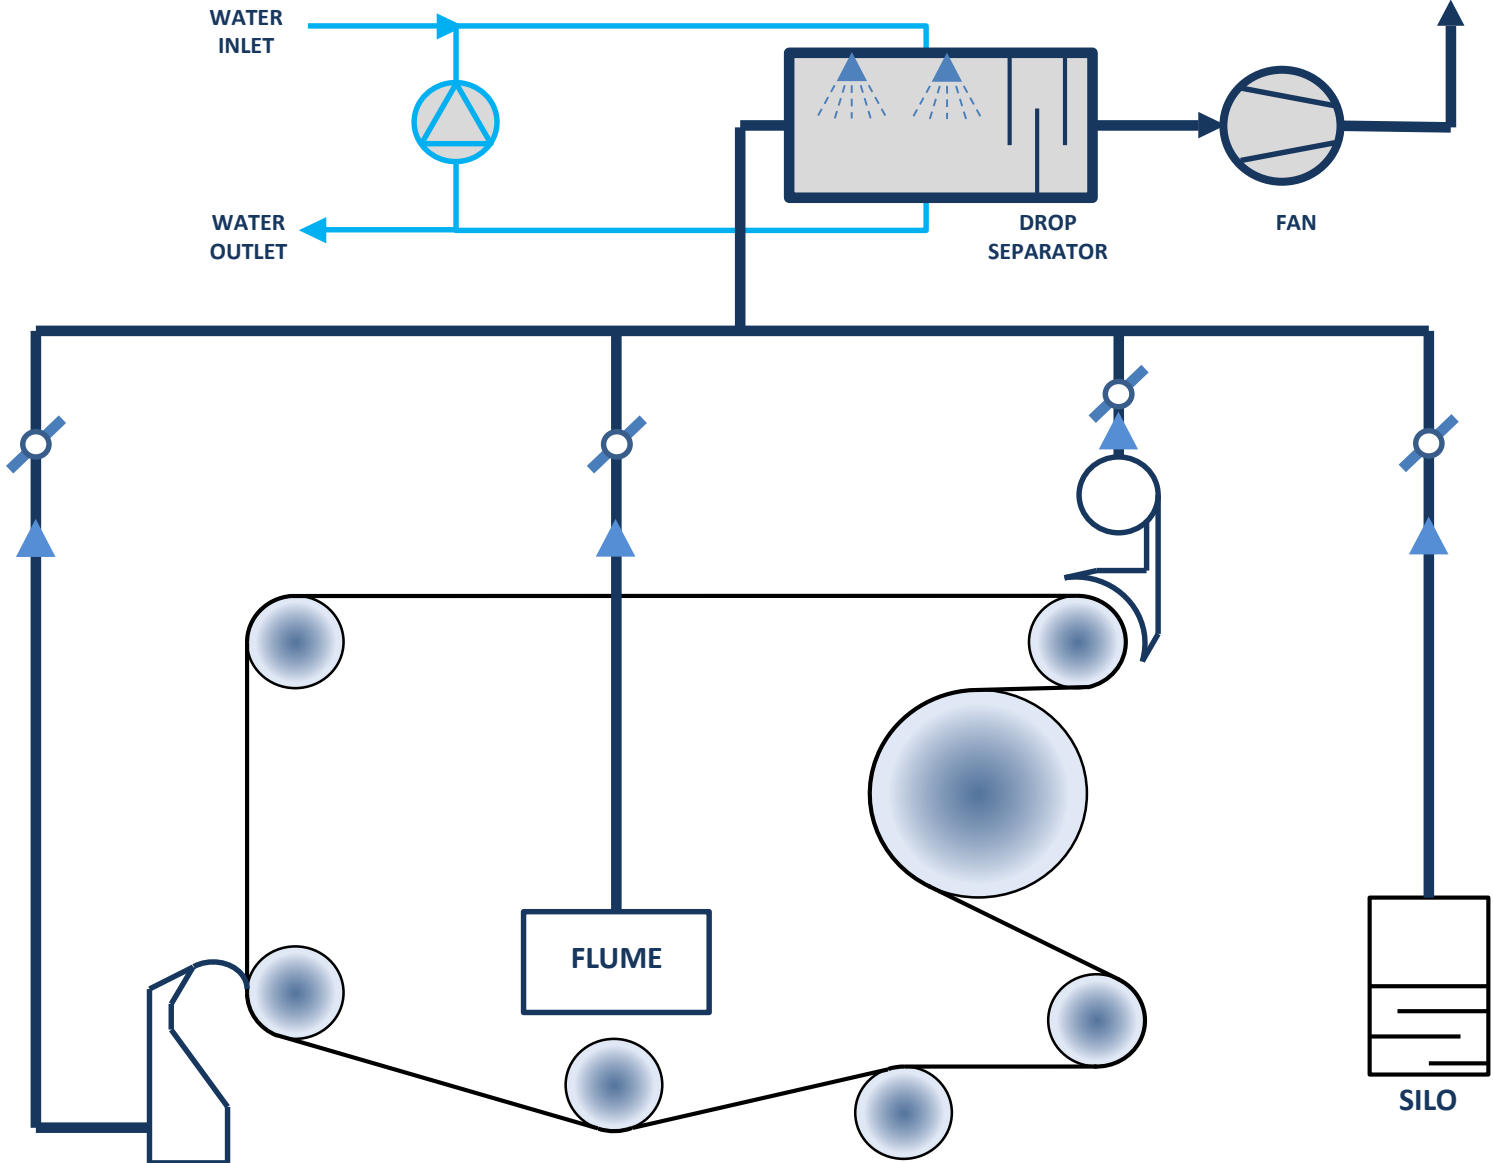 WATER
INLET
WATER
OUTLET
DROP
SEPARATOR
FAN
FLUME
SILO